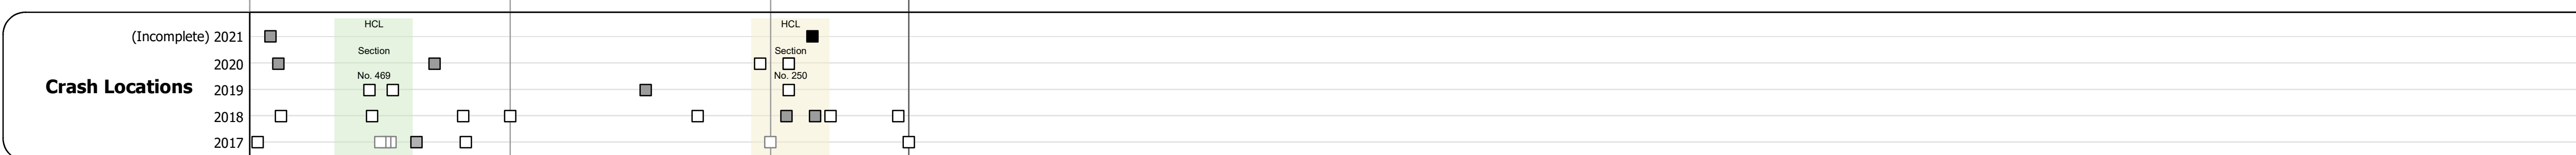 HCL
HCL
(Incomplete) 2021
Section
Section
2020
No. 469
No. 250
Crash Locations
2019
2018
2017